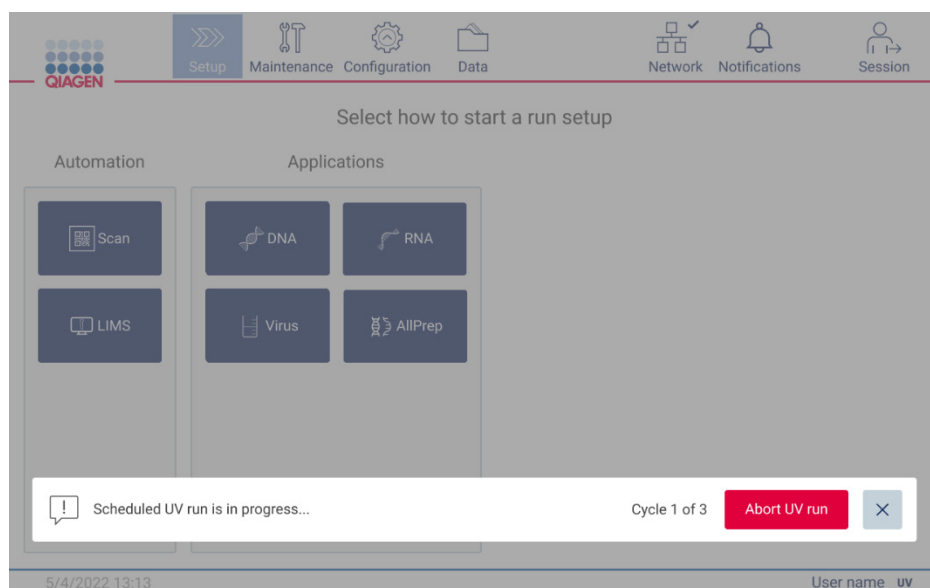 QIAGEN
Setup
Maintenance
Configuration
Data
Network
Notifications
Session
Select how to start a run setup
Automation
Applications
Scan
DNA
RNA
LIMS
Virus
AllPrep
Scheduled UV run is in progress...
Cycle 1 of 3
Abort UV run
5/4/2022 13:13
User name UV